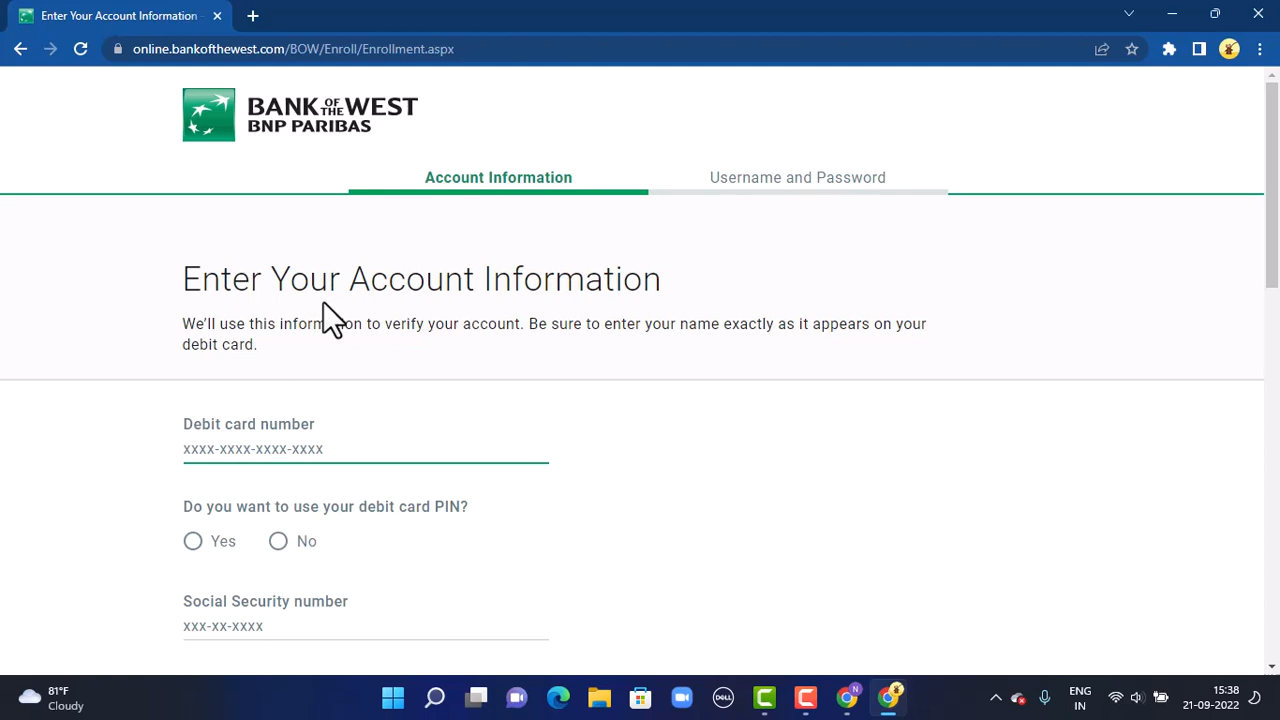 Enter Your Account Information
online.bankofthewest.com/BOW/Enroll/Enrollment.aspx
BANK OF THE WEST
BNP PARIBAS
Account Information
Username and Password
Enter Your Account Information
We'll use this information to verify your account. Be sure to enter your name exactly as it appears on your
debit card.
Debit card number
xxxx-xxxx-xxxx-xxxx
Do you want to use your debit card PIN?
Yes No
Social Security number
xxx-xx-xxxx
81°F
Cloudy
DELL
N
ENG
IN
15:38
21-09-2022